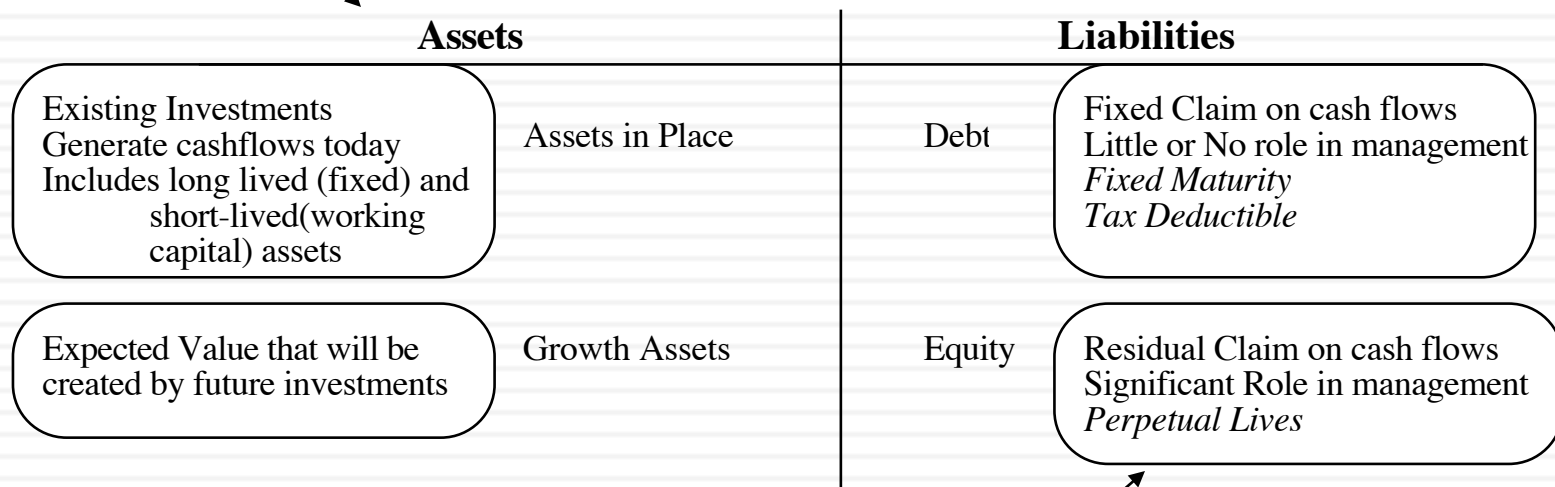 Assets
Liabilities
Existing Investments
Generate cashflows today
Includes long lived (fixed) and
short-lived(working
capital) assets
Assets in Place
Debt
Fixed Claim on cash flows
Little or No role in management
Fixed Maturity
Tax Deductible
Expected Value that will be
created by future investments
Growth Assets
Equity
Residual Claim on cash flows
Significant Role in management
Perpetual Lives